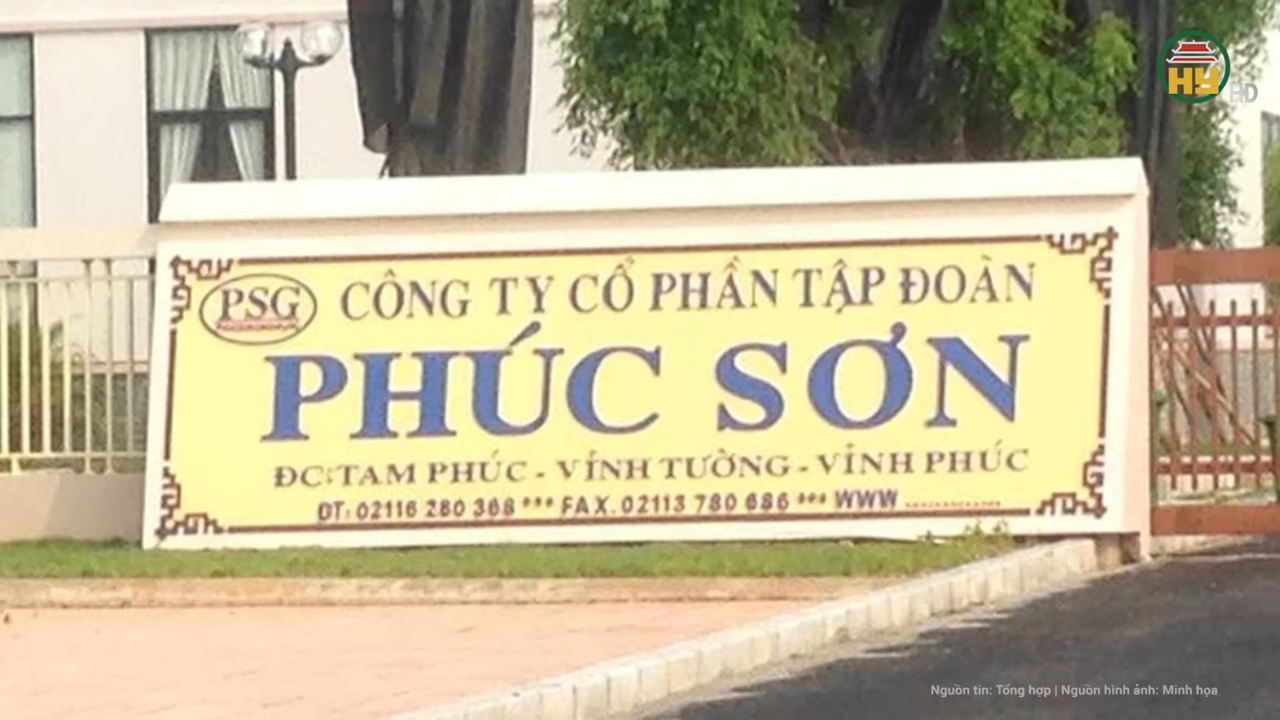 HY HD
PSG CÔNG TY CỔ PHẦN TẬP ĐOÀN
PHÚC SƠN
ĐC: TAM PHÚC - VĨNH TƯỜNG - VĨNH PHÚC
ĐT: 02116 280 368 *** FAX. 02113 780 686 *** WWW
Nguồn tin: Tổng hợp | Nguồn hình ảnh: Minh họa